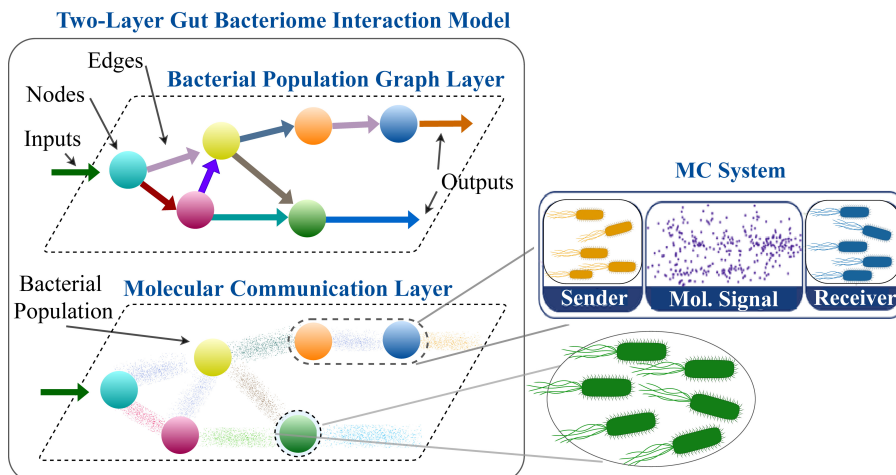 Two-Layer Gut Bacteriome Interaction Model
Edges
Bacterial Population Graph Layer
Nodes
Inputs
Outputs
MC System
Sender
Mol. Signal
Receiver
Bacterial
Population
Molecular Communication Layer